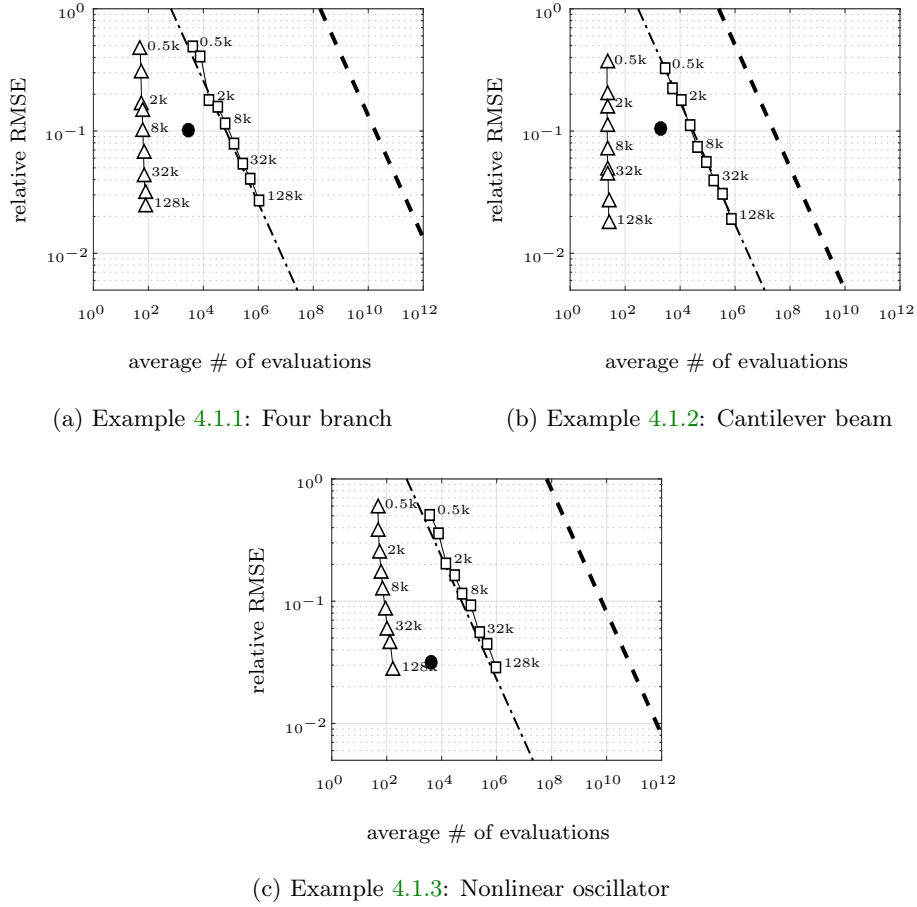 10^0
0.5k
0.5k
2k
2k
8k
8k
10^-1
32k
32k
128k
128k
10^-2
relative RMSE
10^0 10^2 10^4 10^6 10^8 10^10 10^12
average # of evaluations
(a) Example 4.1.1: Four branch
10^0
0.5k
0.5k
2k
2k
10^-1
8k
8k
32k
32k
128k
128k
10^-2
relative RMSE
10^0 10^2 10^4 10^6 10^8 10^10 10^12
average # of evaluations
(b) Example 4.1.2: Cantilever beam
10^0
0.5k
0.5k
2k
2k
8k
8k
10^-1
32k
32k
128k
128k
10^-2
relative RMSE
10^0 10^2 10^4 10^6 10^8 10^10 10^12
average # of evaluations
(c) Example 4.1.3: Nonlinear oscillator